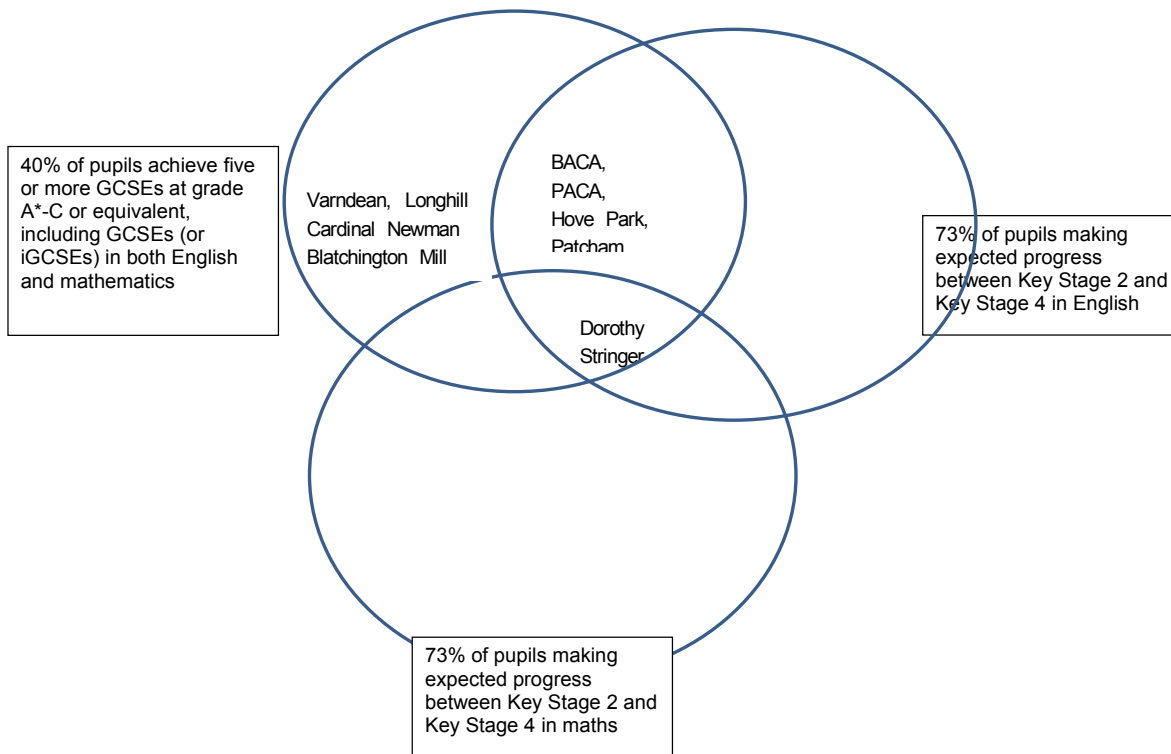 40% of pupils achieve five
or more GCSEs at grade
A*-C or equivalent,
including GCSEs (or
iGCSEs) in both English
and mathematics
Varndean, Longhill
Cardinal Newman
Blatchington Mill
BACA,
PACA,
Hove Park,
Patcham
Dorothy
Stringer
73% of pupils making
expected progress
between Key Stage 2 and
Key Stage 4 in English
73% of pupils making
expected progress
between Key Stage 2 and
Key Stage 4 in maths